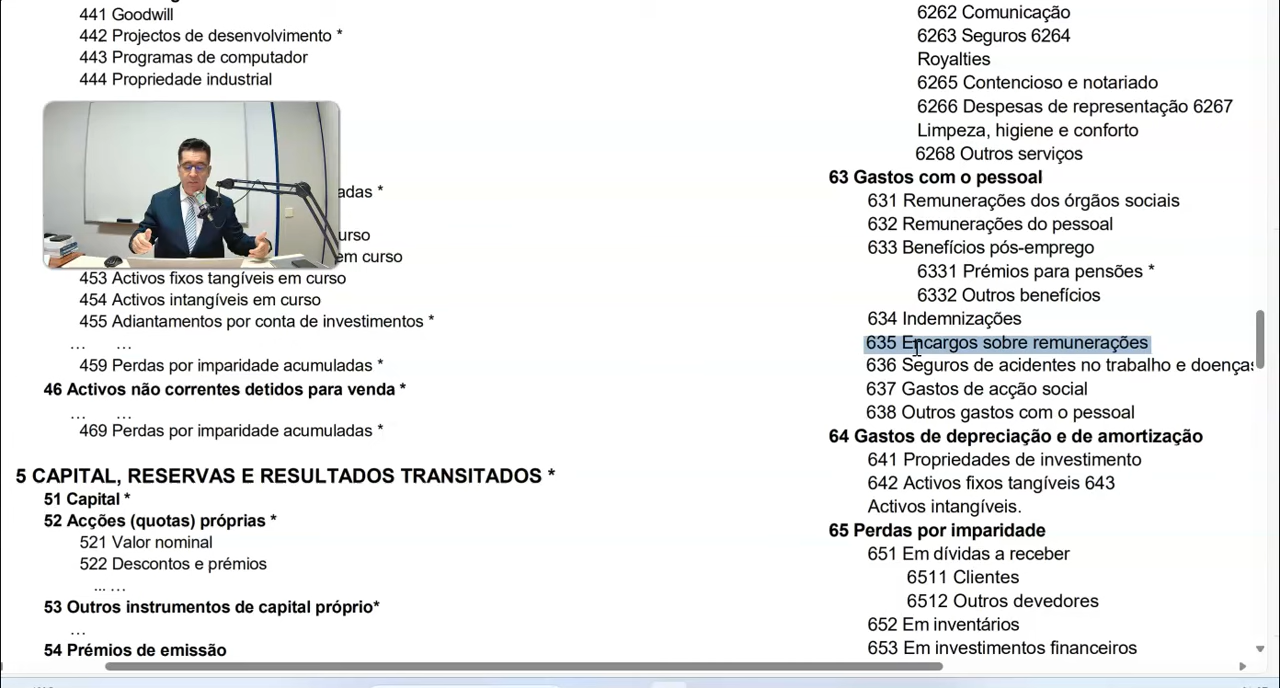 441 Goodwill
442 Projectos de desenvolvimento *
443 Programas de computador
444 Propriedade industrial
adas *
urso
em curso
453 Activos fixos tangíveis em curso
454 Activos intangíveis em curso
455 Adiantamentos por conta de investimentos *
… …
459 Perdas por imparidade acumuladas *
46 Activos não correntes detidos para venda *
… …
469 Perdas por imparidade acumuladas *
5 CAPITAL, RESERVAS E RESULTADOS TRANSITADOS *
51 Capital *
52 Acções (quotas) próprias *
521 Valor nominal
522 Descontos e prémios
... …
53 Outros instrumentos de capital próprio*
…
54 Prémios de emissão
6262 Comunicação
6263 Seguros 6264
Royalties
6265 Contencioso e notariado
6266 Despesas de representação 6267
Limpeza, higiene e conforto
6268 Outros serviços
63 Gastos com o pessoal
631 Remunerações dos órgãos sociais
632 Remunerações do pessoal
633 Benefícios pós-emprego
6331 Prémios para pensões *
6332 Outros benefícios
634 Indemnizações
635 Encargos sobre remunerações
636 Seguros de acidentes no trabalho e doenças
637 Gastos de acção social
638 Outros gastos com o pessoal
64 Gastos de depreciação e de amortização
641 Propriedades de investimento
642 Activos fixos tangíveis 643
Activos intangíveis.
65 Perdas por imparidade
651 Em dívidas a receber
6511 Clientes
6512 Outros devedores
652 Em inventários
653 Em investimentos financeiros